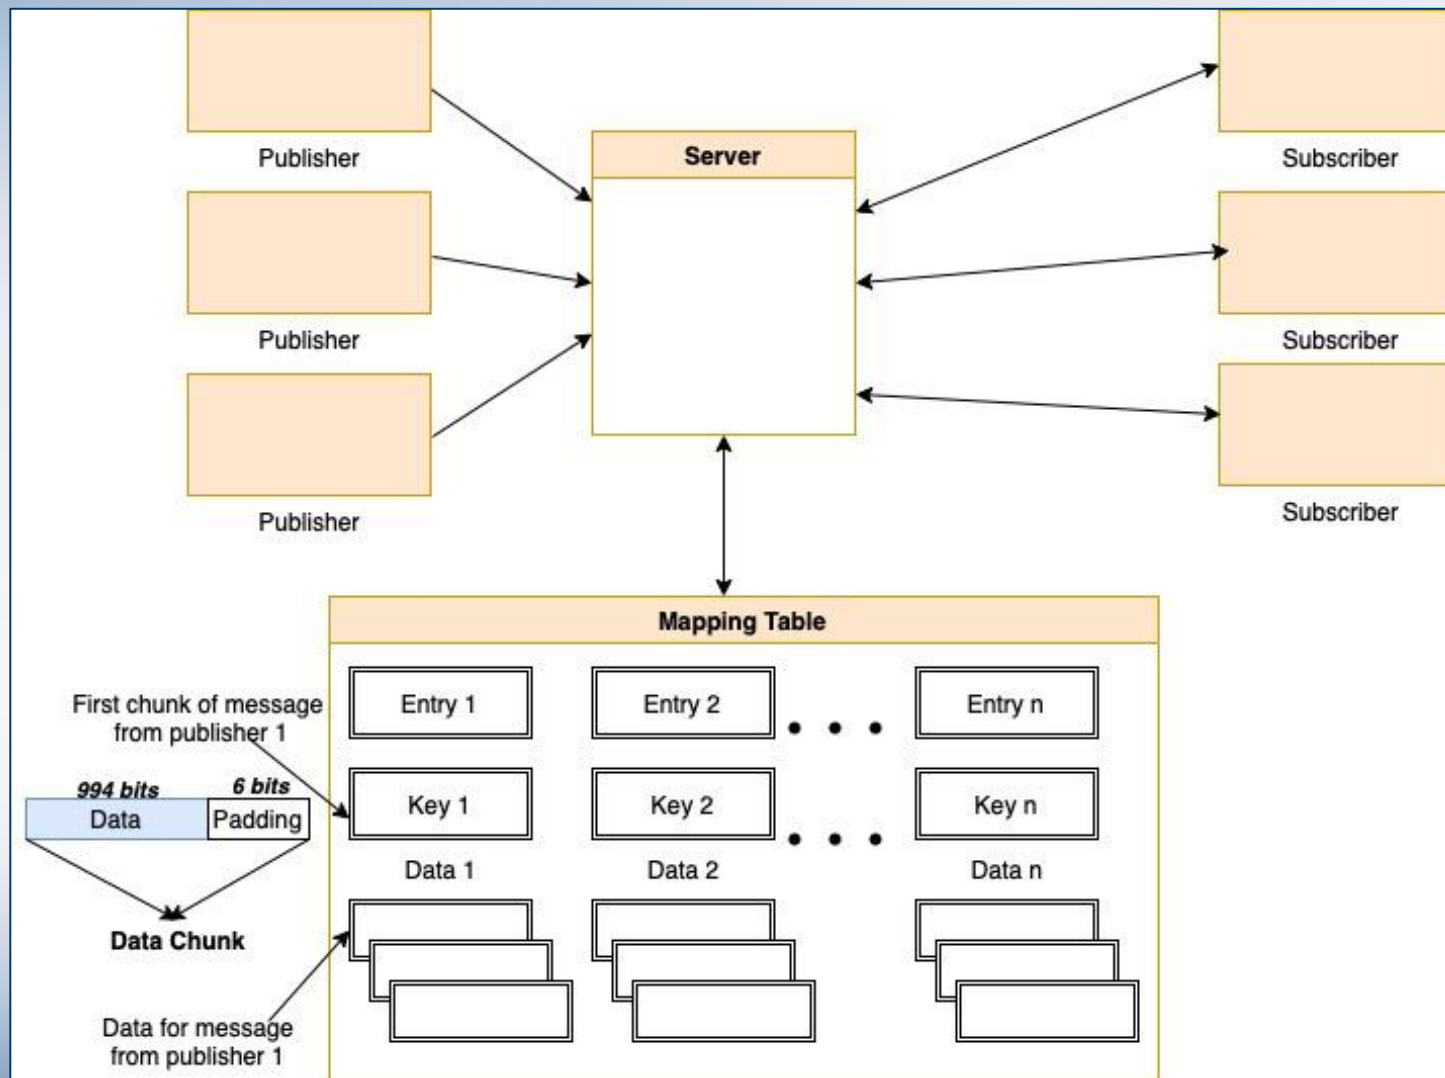 Publisher
Server
Subscriber
Publisher
Subscriber
Publisher
Subscriber
Mapping Table
First chunk of message
from publisher 1
Entry 1
Entry 2
Entry n
994 bits
6 bits
Data
Padding
Key 1
Key 2
Key n
Data 1
Data 2
Data n
Data Chunk
Data for message
from publisher 1